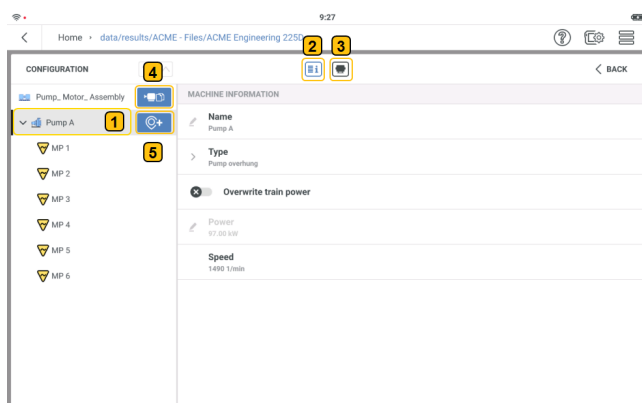 9:27
Home › data/results/ACME - Files/ACME Engineering 225D
2
3
CONFIGURATION
4
BACK
Pump_ Motor_ Assembly
MACHINE INFORMATION
Pump A
1
Name
Pump A
MP 1
5
Type
Pump overhung
MP 2
Overwrite train power
MP 3
MP 4
Power
97.00 kW
MP 5
Speed
1490 1/min
MP 6